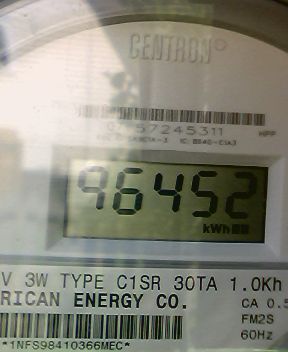 CENTRON
57245311 HPP
96452
kWh
V 3W TYPE C1SR 30TA 1.0Kh
RICAN ENERGY CO. CA 0.5
FM2S
*1NFS98410366MEC* 60Hz